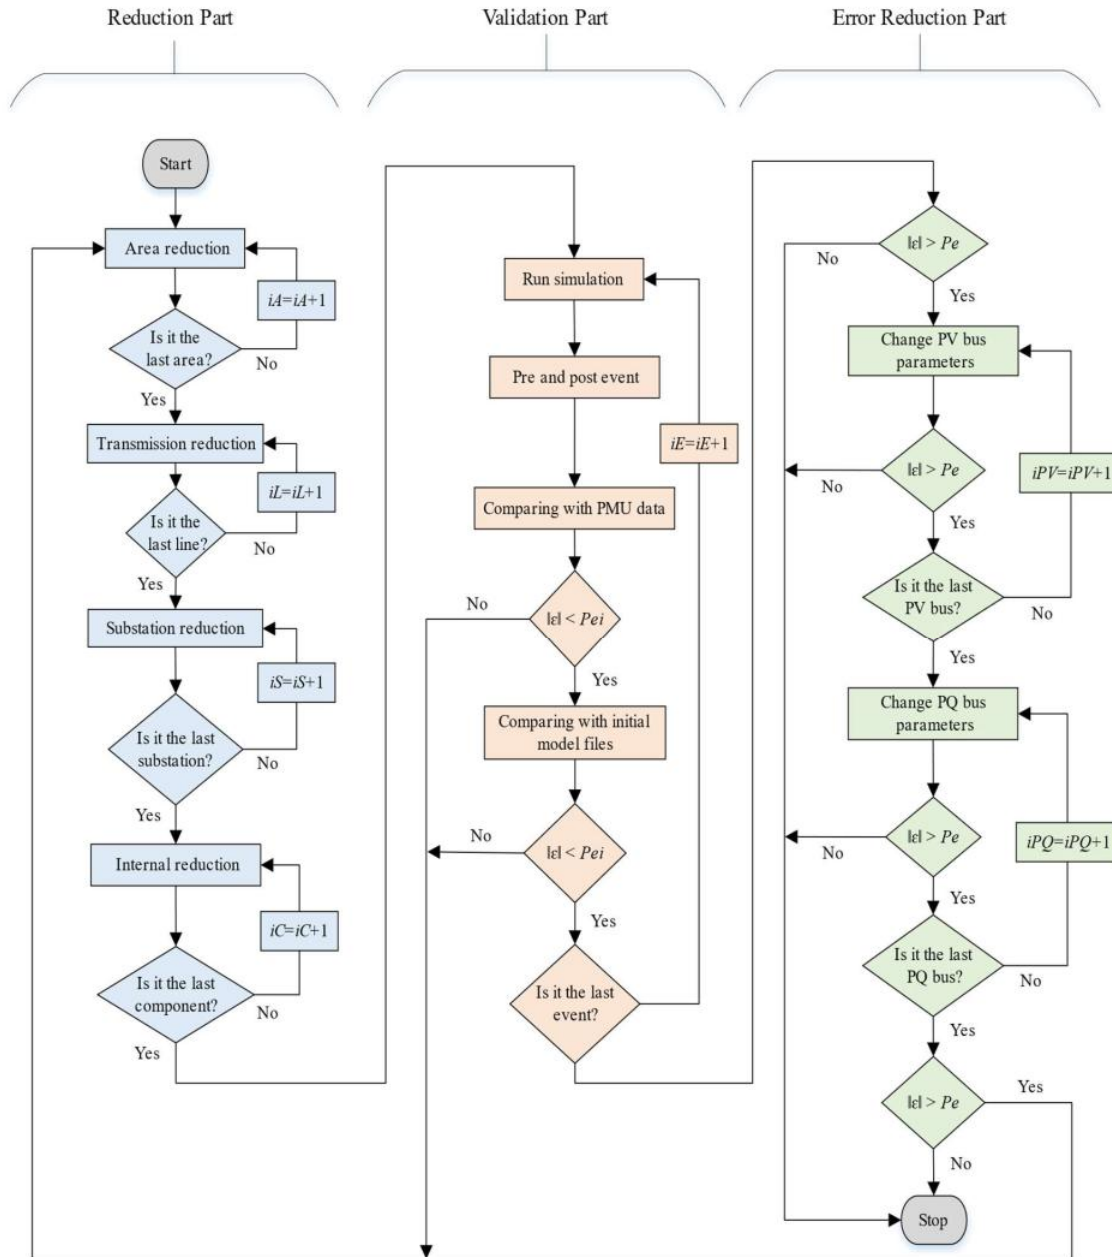 Reduction Part
Validation Part
Error Reduction Part
Start
Area reduction
iA=iA+1
Is it the
last area?
No
Yes
Transmission reduction
iL=iL+1
Is it the
last line?
No
Yes
Substation reduction
iS=iS+1
Is it the last
substation?
No
Yes
Internal reduction
iC=iC+1
Is it the last
component?
No
Yes
Run simulation
Pre and post event
iE=iE+1
Comparing with PMU data
No
|ε| < Pei
Yes
Comparing with initial
model files
No
|ε| < Pei
Yes
Is it the last
event?
|ε| > Pe
No
Yes
Change PV bus
parameters
|ε| > Pe
iPV=iPV+1
No
Yes
Is it the last
PV bus?
No
Yes
Change PQ bus
parameters
|ε| > Pe
iPQ=iPQ+1
No
Yes
Is it the last
PQ bus?
No
Yes
|ε| > Pe
Yes
No
Stop